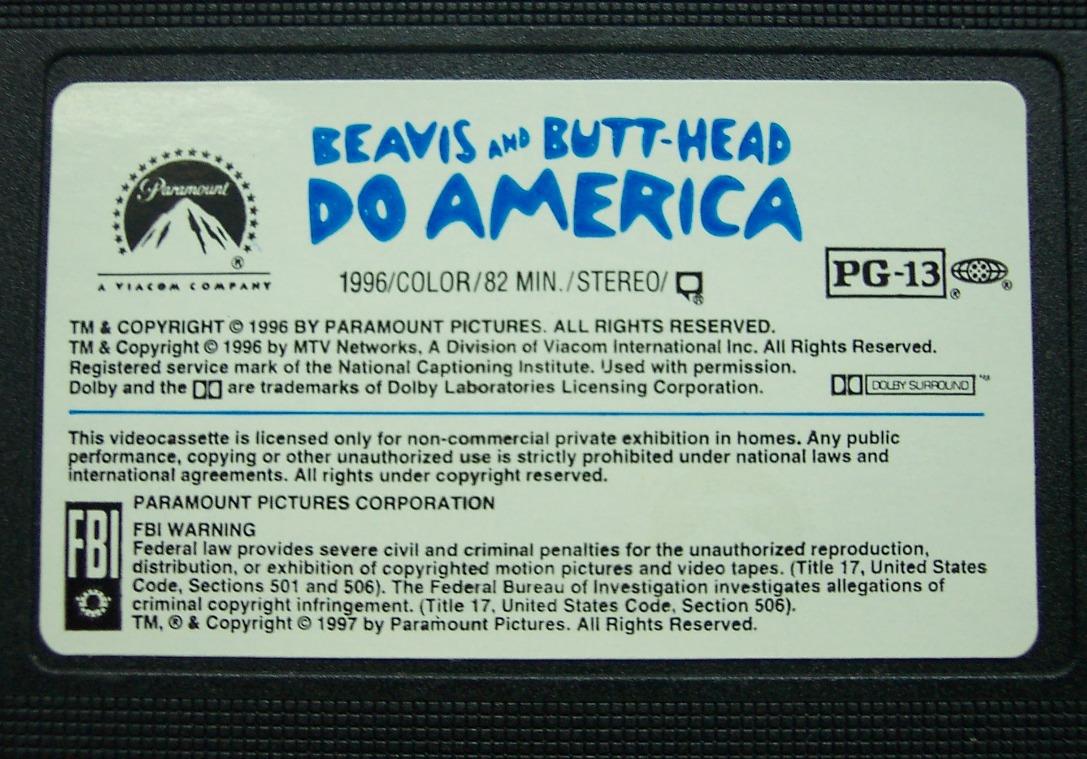 BEAVIS AND BUTT-HEAD
DO AMERICA
Paramount
®
A VIACOM COMPANY
1996/COLOR/82 MIN./STEREO/
®
PG-13 ® ®
TM & COPYRIGHT © 1996 BY PARAMOUNT PICTURES. ALL RIGHTS RESERVED.
TM & Copyright © 1996 by MTV Networks, A Division of Viacom International Inc. All Rights Reserved.
Registered service mark of the National Captioning Institute. Used with permission.
Dolby and the are trademarks of Dolby Laboratories Licensing Corporation.
DOLBY SURROUND ™
This videocassette is licensed only for non-commercial private exhibition in homes. Any public
performance, copying or other unauthorized use is strictly prohibited under national laws and
international agreements. All rights under copyright reserved.
PARAMOUNT PICTURES CORPORATION
FBI
FBI WARNING
Federal law provides severe civil and criminal penalties for the unauthorized reproduction,
distribution, or exhibition of copyrighted motion pictures and video tapes. (Title 17, United States
Code, Sections 501 and 506). The Federal Bureau of Investigation investigates allegations of
criminal copyright infringement. (Title 17, United States Code, Section 506).
TM, ® & Copyright © 1997 by Paramount Pictures. All Rights Reserved.